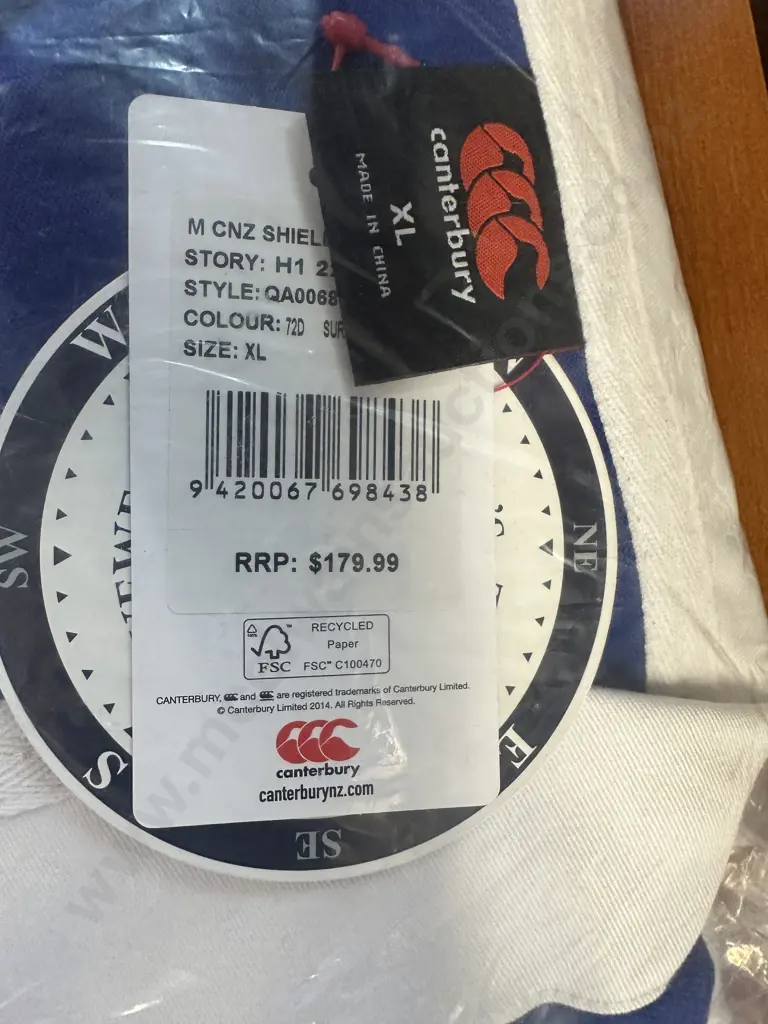 canterbury
XL
MADE IN CHINA
M CNZ SHIEL
STORY: H1 2
STYLE: QA0068
COLOUR: 72D SUR
SIZE: XL
9 420067 698438
RRP: $179.99
FSC
RECYCLED
Paper
FSC™ C100470
CANTERBURY, and are registered trademarks of Canterbury Limited.
© Canterbury Limited 2014. All Rights Reserved.
canterbury
canterburynz.com
W
SW
S
SE
E
NE